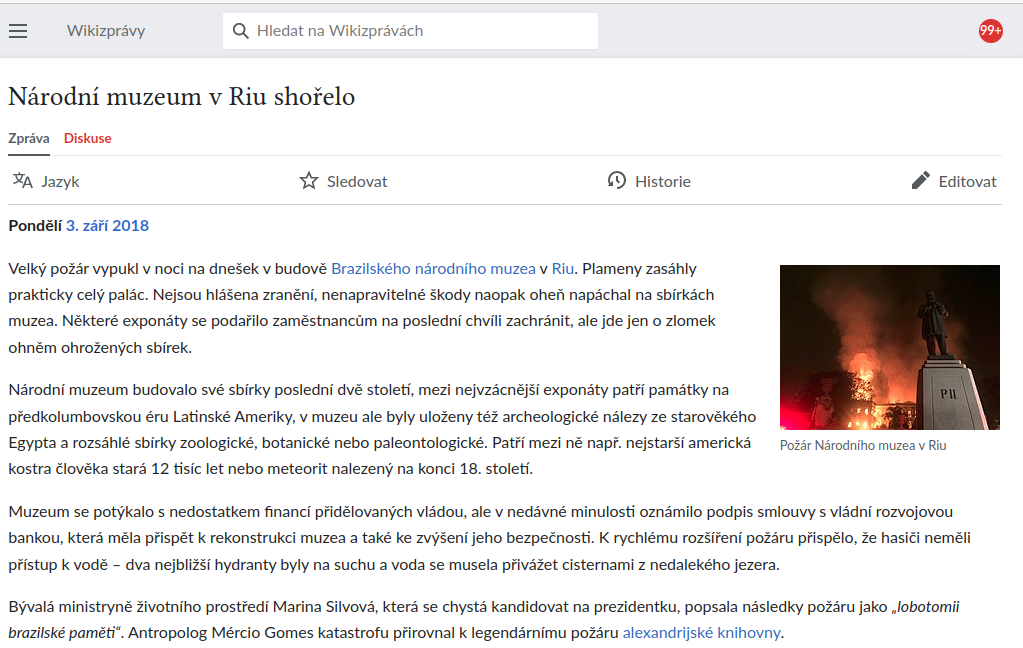 Wikizprávy
Hledat na Wikizprávách
99+
Národní muzeum v Riu shořelo
Zpráva Diskuse
Jazyk Sledovat Historie Editovat
Pondělí 3. září 2018
Velký požár vypukl v noci na dnešek v budově Brazilského národního muzea v Riu. Plameny zasáhly
prakticky celý palác. Nejsou hlášena zranění, nenapravitelné škody naopak oheň napáchal na sbírkách
muzea. Některé exponáty se podařilo zaměstnancům na poslední chvíli zachránit, ale jde jen o zlomek
ohněm ohrožených sbírek.
PII
Požár Národního muzea v Riu
Národní muzeum budovalo své sbírky poslední dvě století, mezi nejvzácnější exponáty patří památky na
předkolumbovskou éru Latinské Ameriky, v muzeu ale byly uloženy též archeologické nálezy ze starověkého
Egypta a rozsáhlé sbírky zoologické, botanické nebo paleontologické. Patří mezi ně např. nejstarší americká
kostra člověka stará 12 tisíc let nebo meteorit nalezený na konci 18. století.
Muzeum se potýkalo s nedostatkem financí přidělovaných vládou, ale v nedávné minulosti oznámilo podpis smlouvy s vládní rozvojovou
bankou, která měla přispět k rekonstrukci muzea a také ke zvýšení jeho bezpečnosti. K rychlému rozšíření požáru přispělo, že hasiči neměli
přístup k vodě – dva nejbližší hydranty byly na suchu a voda se musela přivážet cisternami z nedalekého jezera.
Bývalá ministryně životního prostředí Marina Silvová, která se chystá kandidovat na prezidentku, popsala následky požáru jako „lobotomii
brazilské paměti“. Antropolog Mércio Gomes katastrofu přirovnal k legendárnímu požáru alexandrijské knihovny.